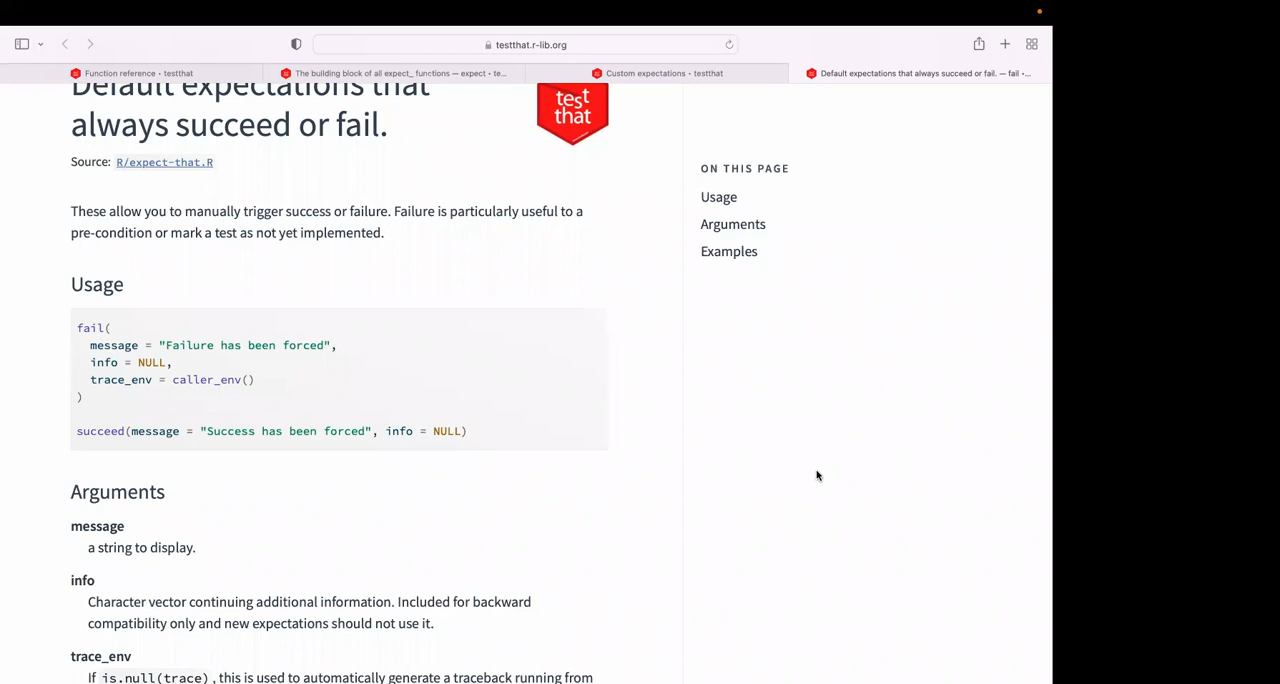 testthat.r-lib.org
Function reference • testthat
The building block of all expect_ functions — expect • te...
Custom expectations • testthat
Default expectations that always succeed or fail. — fail •...
Default expectations that
always succeed or fail.
test
that
Source: R/expect-that.R
These allow you to manually trigger success or failure. Failure is particularly useful to a
pre-condition or mark a test as not yet implemented.
Usage
fail(
message = "Failure has been forced",
info = NULL,
trace_env = caller_env()
)
succeed(message = "Success has been forced", info = NULL)
Arguments
message
a string to display.
info
Character vector continuing additional information. Included for backward
compatibility only and new expectations should not use it.
trace_env
If is.null(trace), this is used to automatically generate a traceback running from
ON THIS PAGE
Usage
Arguments
Examples